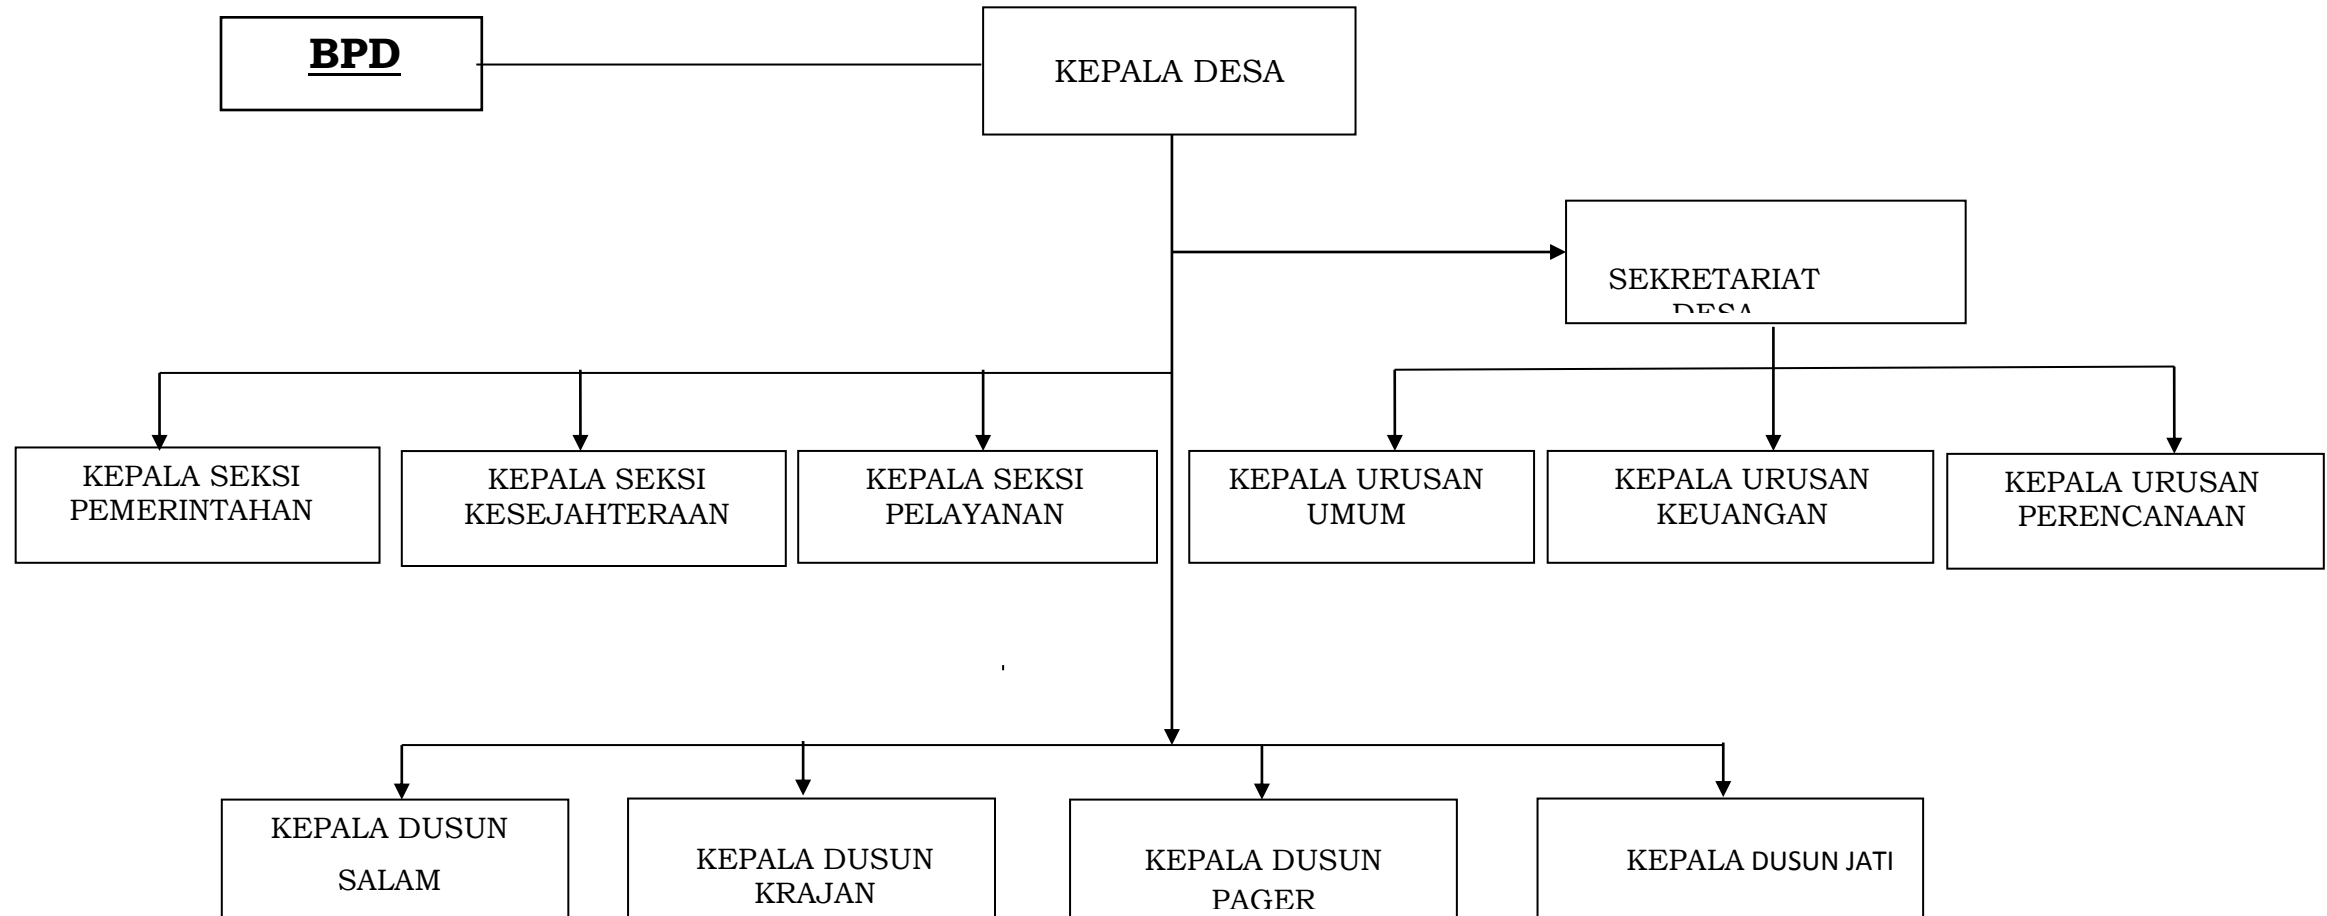 BPD
KEPALA DESA
SEKRETARIAT
DESA
KEPALA SEKSI
PEMERINTAHAN
KEPALA SEKSI
KESEJAHTERAAN
KEPALA SEKSI
PELAYANAN
KEPALA URUSAN
UMUM
KEPALA URUSAN
KEUANGAN
KEPALA URUSAN
PERENCANAAN
KEPALA DUSUN
SALAM
KEPALA DUSUN
KRAJAN
KEPALA DUSUN
PAGER
KEPALA DUSUN JATI